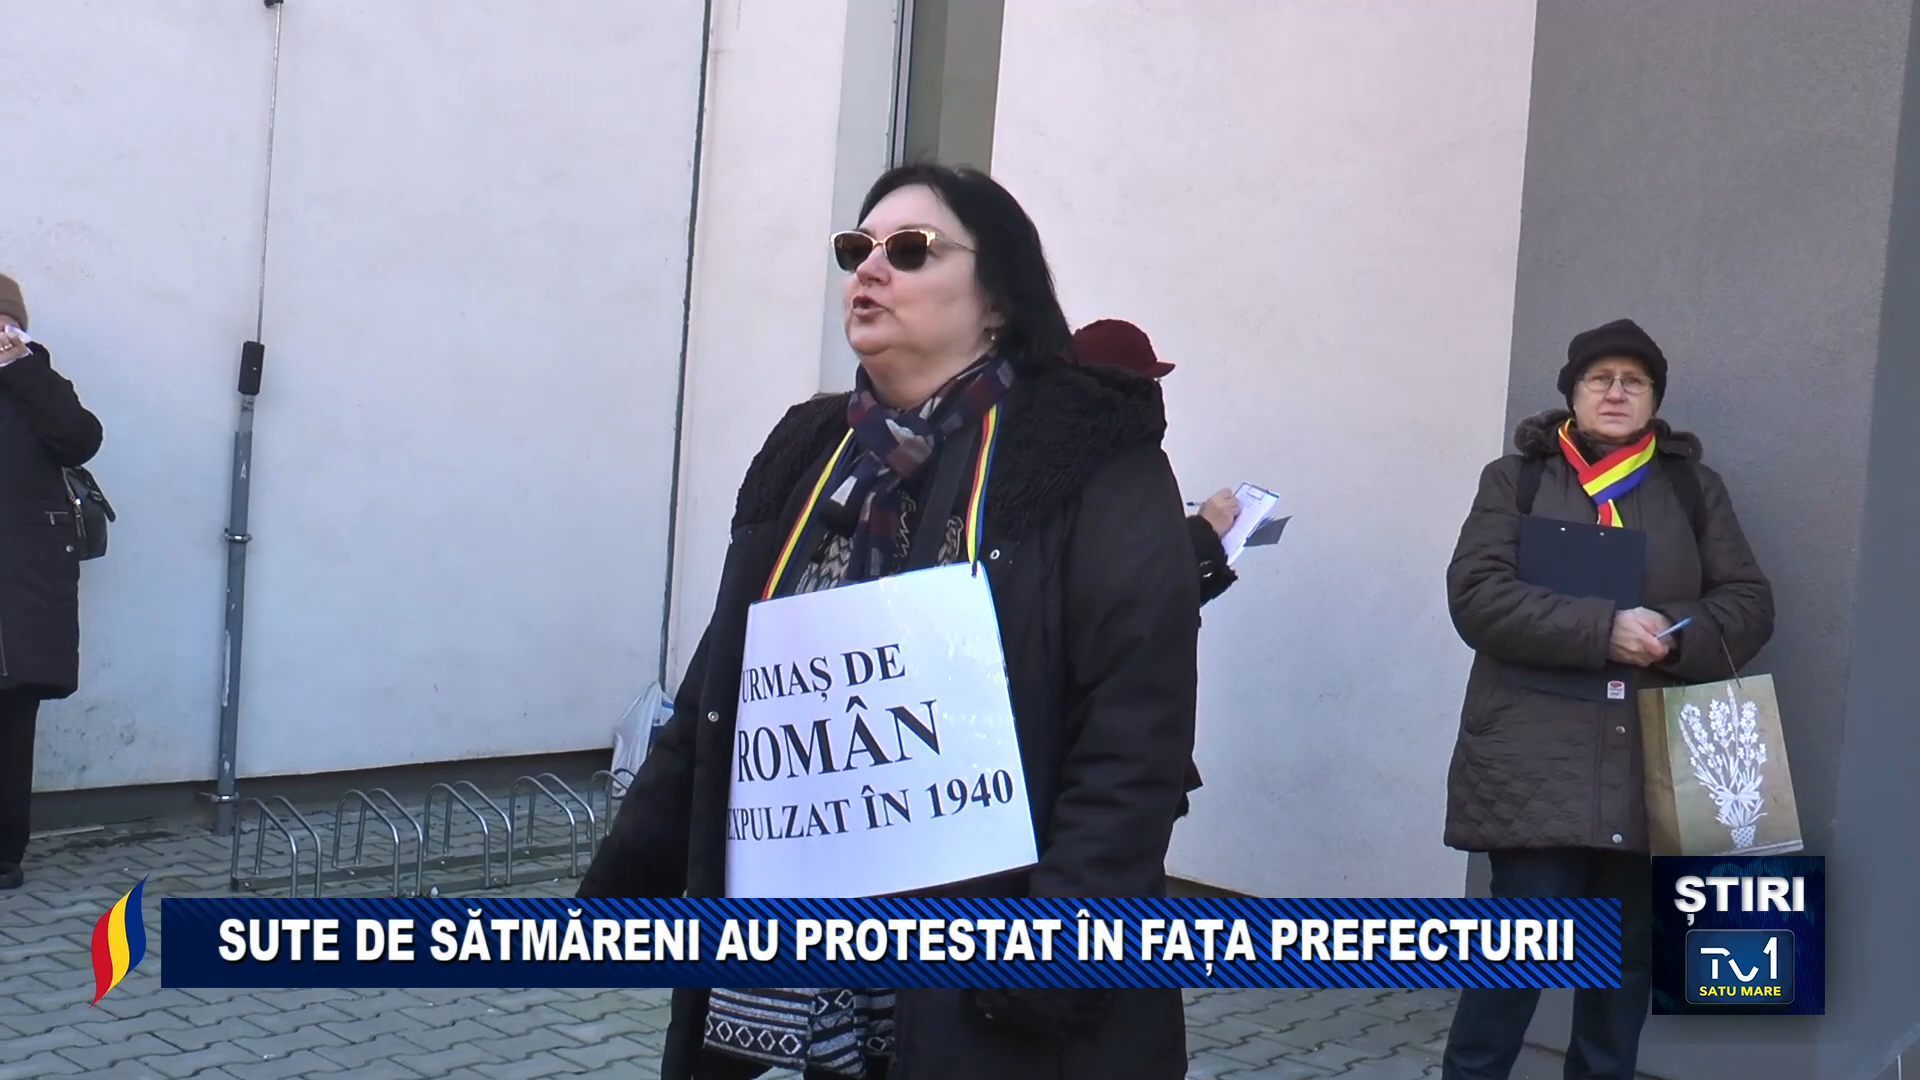 URMAȘ DE
ROMÂN
EXPULZAT ÎN 1940
SUTE DE SĂTMĂRENI AU PROTESTAT ÎN FAȚA PREFECTURII
ȘTIRI
TV1
SATU MARE